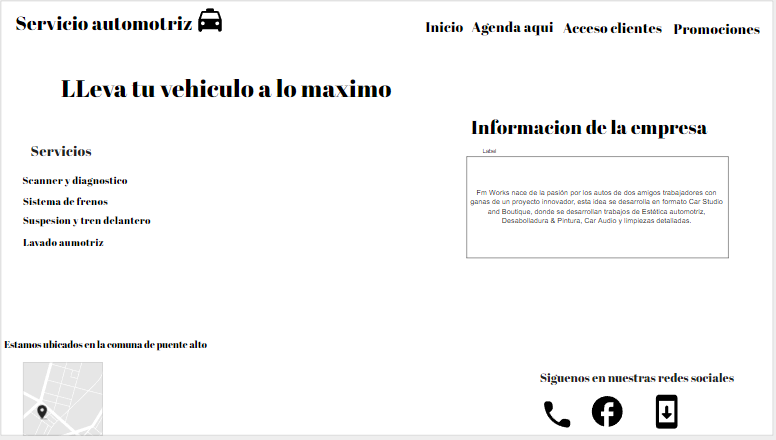 Servicio automotriz
Inicio Agenda aqui Acceso clientes Promociones
LLeva tu vehiculo a lo maximo
Informacion de la empresa
Servicios
Label
Scanner y diagnostico
Sistema de frenos
Suspesion y tren delantero
Lavado aumotriz
Fm Works nace de la pasión por los autos de dos amigos trabajadores con
ganas de un proyecto innovador, esta idea se desarrolla en formato Car Studio
and Boutique, donde se desarrollan trabajos de Estética automotriz,
Desabolladura & Pintura, Car Audio y limpiezas detalladas.
Estamos ubicados en la comuna de puente alto
Siguenos en nuestras redes sociales